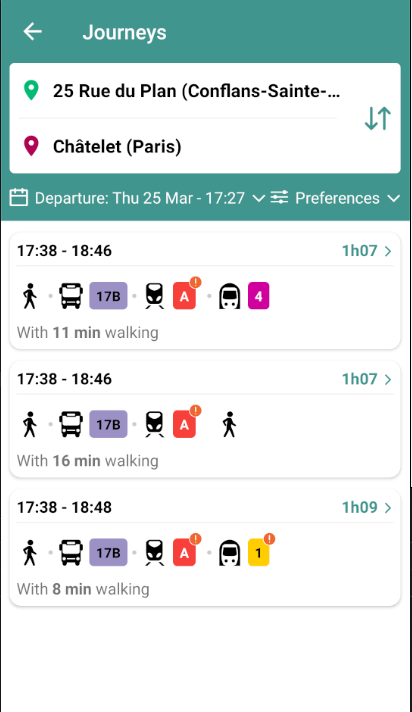 Journeys
25 Rue du Plan (Conflans-Sainte-...
Châtelet (Paris)
Departure: Thu 25 Mar - 17:27 Preferences
17:38 - 18:46 1h07
17B A ! 4
With 11 min walking
17:38 - 18:46 1h07
17B A !
With 16 min walking
17:38 - 18:48 1h09
17B A ! 1 !
With 8 min walking